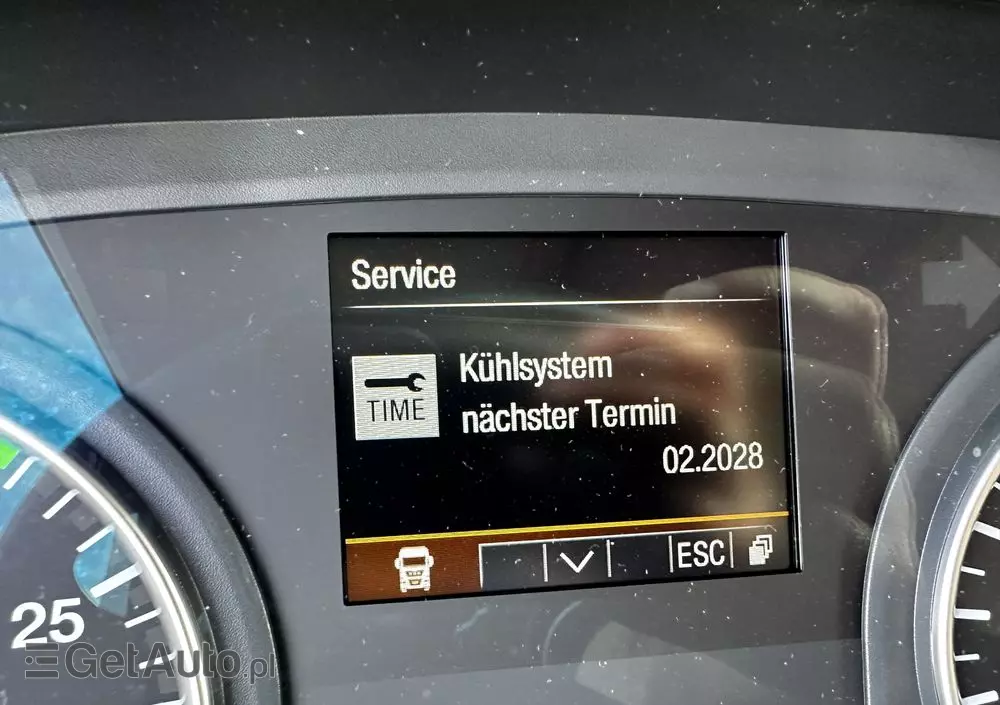 Service
TIME
Kühlsystem
nächster Termin
02.2028
ESC
25
GetAuto.pl